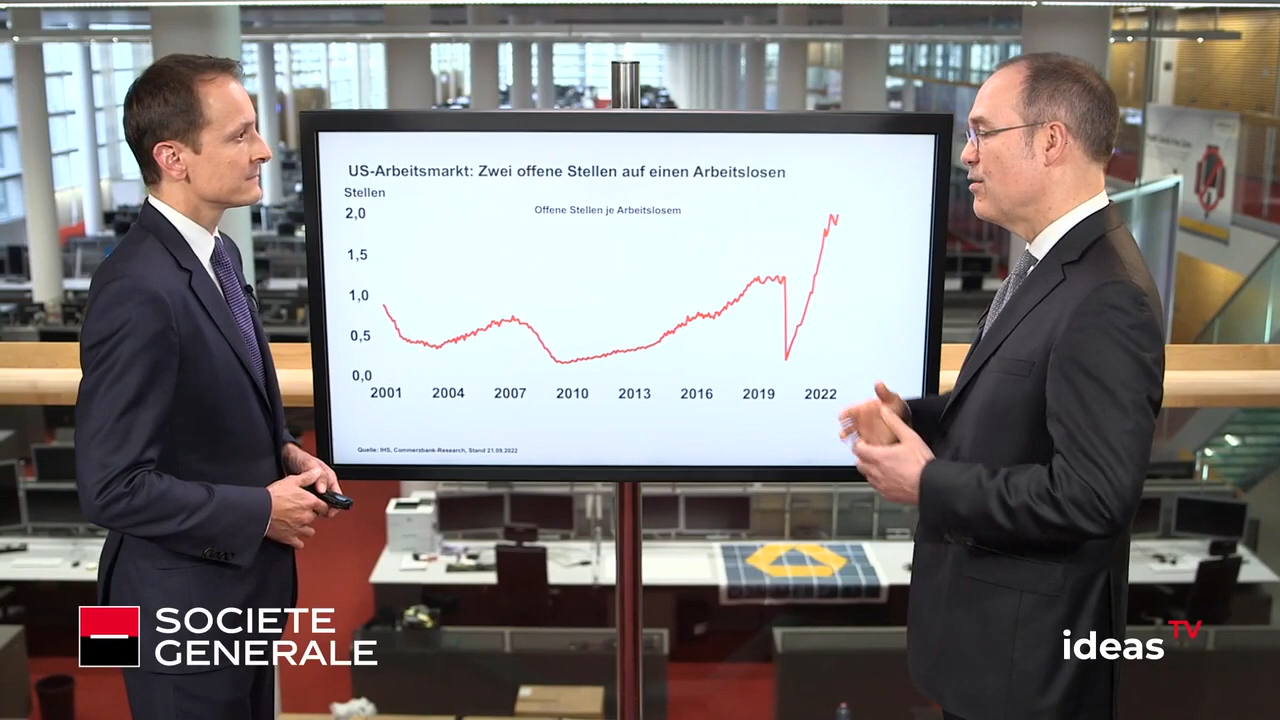 US-Arbeitsmarkt: Zwei offene Stellen auf einen Arbeitslosen
Stellen
Offene Stellen je Arbeitslosem
2,0
1,5
1,0
0,5
0,0
2001 2004 2007 2010 2013 2016 2019 2022
Quelle: IHS, Commerzbank-Research, Stand 21.09.2022
SOCIETE
GENERALE
ideasTV